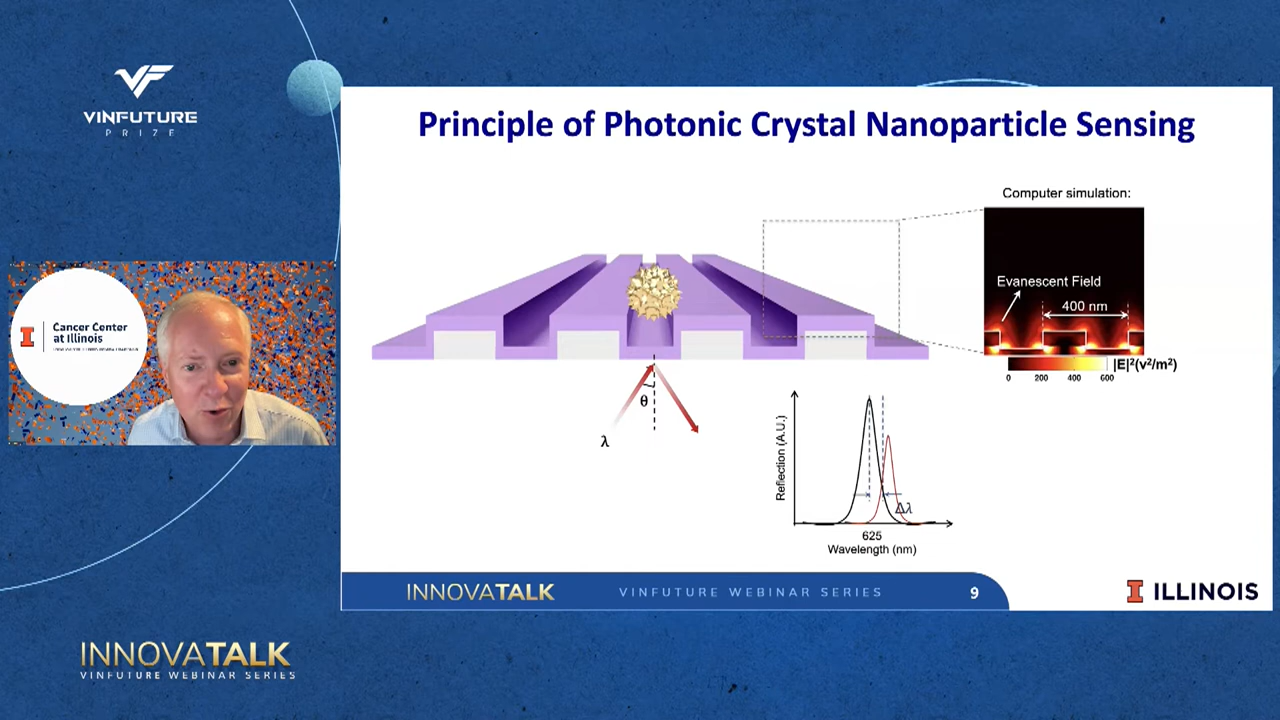 VINFUTURE
PRIZE
Principle of Photonic Crystal Nanoparticle Sensing
Computer simulation:
Evanescent Field
400 nm
|E|²(v²/m²)
0 200 400 600
θ
λ
Reflection (A.U.)
Δλ
625
Wavelength (nm)
Cancer Center
at Illinois
INNOVATALK
VINFUTURE WEBINAR SERIES
9
ILLINOIS
INNOVATALK
VINFUTURE WEBINAR SERIES